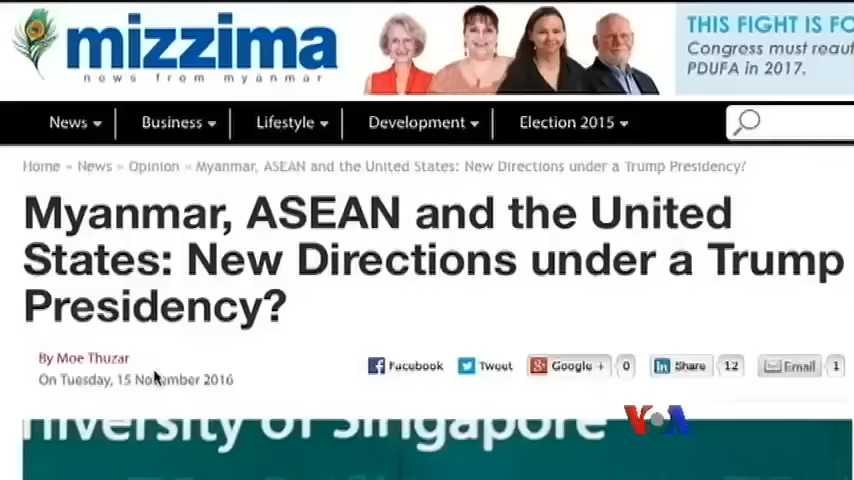 mizzima
news from myanmar
THIS FIGHT IS FO
Congress must reaut
PDUFA in 2017.
News Business Lifestyle Development Election 2015
Home » News » Opinion » Myanmar, ASEAN and the United States: New Directions under a Trump Presidency?
Myanmar, ASEAN and the United
States: New Directions under a Trump
Presidency?
By Moe Thuzar
On Tuesday, 15 November 2016
Facebook Tweet Google + 0 Share 12 Email 1
niversity of Singapore
VOA